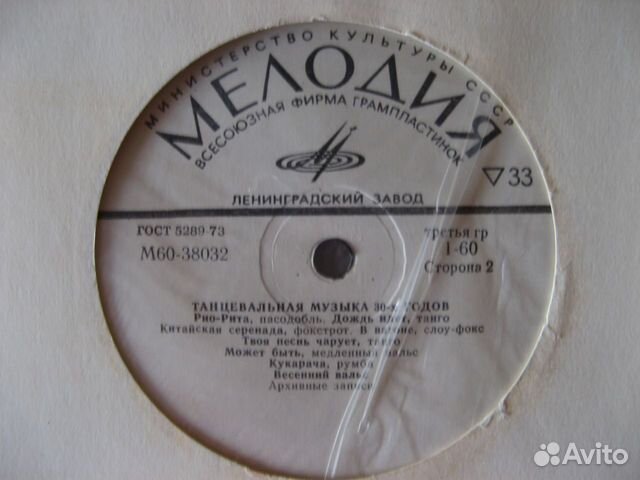 МИНИСТЕРСТВО КУЛЬТУРЫ СССР
МЕЛОДИЯ
ВСЕСОЮЗНАЯ ФИРМА ГРАМПЛАСТИНОК
33
ЛЕНИНГРАДСКИЙ ЗАВОД
ГОСТ 5289-73
М60-38032
третья гр
1-60
Сторона 2
ТАНЦЕВАЛЬНАЯ МУЗЫКА 30-х ГОДОВ
Рио-Рита, пасодобль. Дождь идет, танго
Китайская серенада, фокстрот. В вагоне, слоу-фокс
Твоя песнь чарует, танго
Может быть, медленный вальс
Кукарача, румба
Весенний вальс
Архивные записи
Avito